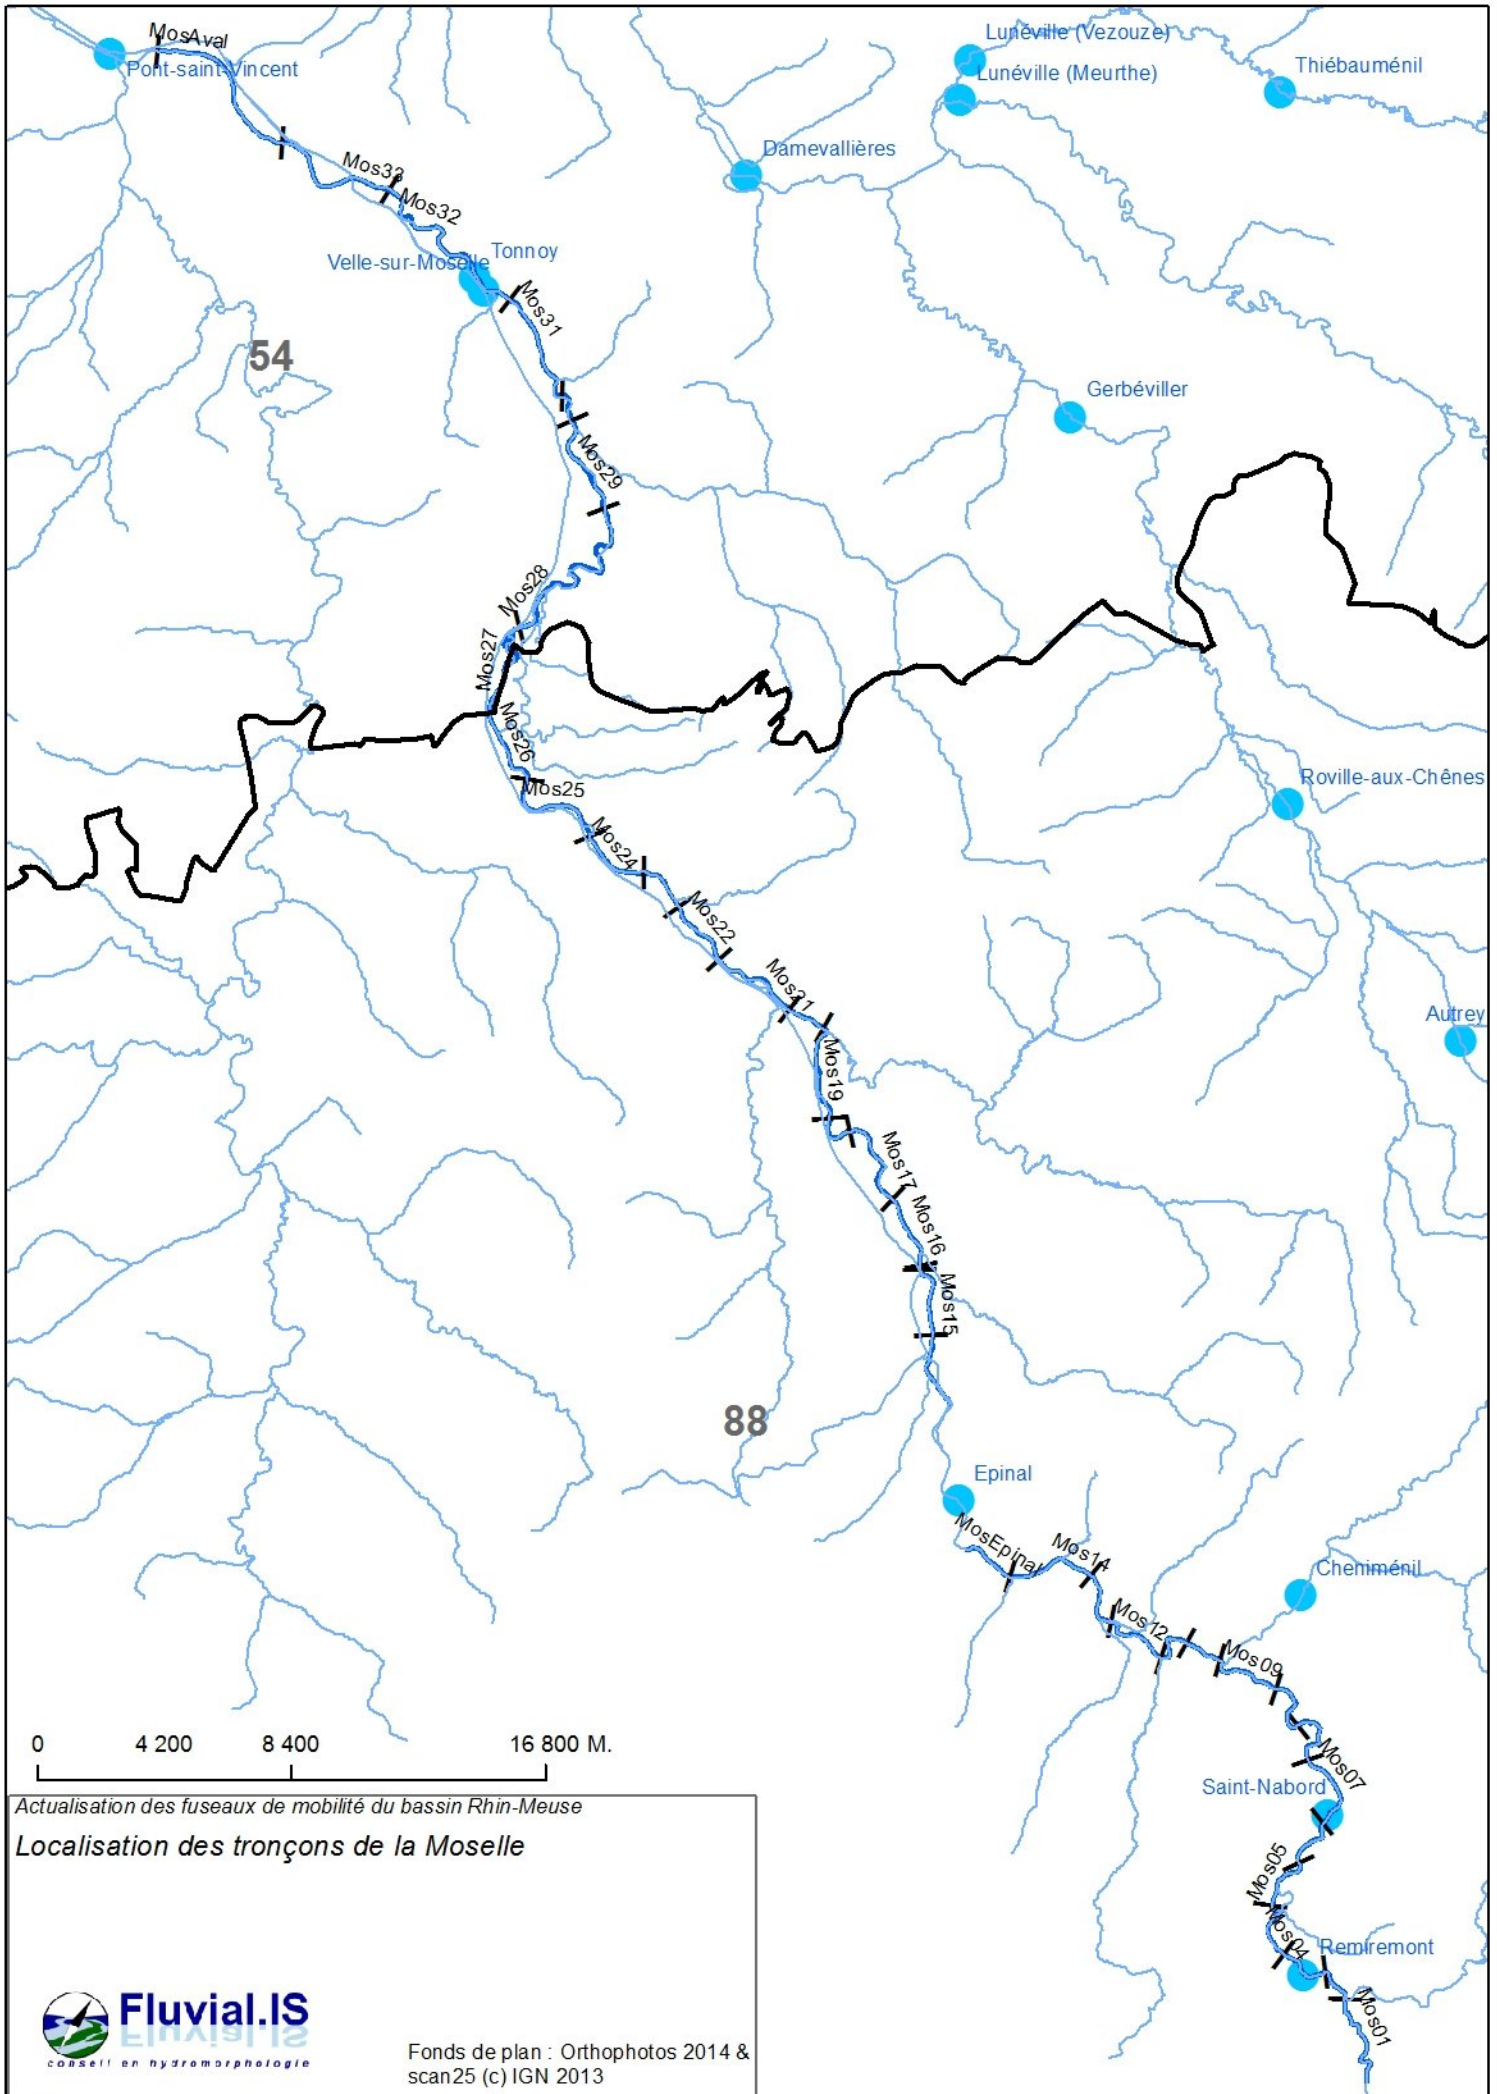 MosAval
Pont-saint-Vincent
Lunéville (Vezouze)
Lunéville (Meurthe)
Thiébauménil
Damevallières
Mos33
Mos32
Velle-sur-Moselle
Tonnoy
Mos31
54
Gerbéviller
Mos29
Mos28
Mos27
Mos26
Mos25
Roville-aux-Chênes
Mos24
Mos22
Mos21
Autrey
Mos19
Mos17
Mos16
Mos15
88
Epinal
MosEpinal
Mos14
Cheniménil
Mos12
Mos09
Mos07
Saint-Nabord
Mos05
Mos04
Remiremont
Mos01
0 4 200 8 400 16 800 M.
Actualisation des fuseaux de mobilité du bassin Rhin-Meuse
Localisation des tronçons de la Moselle
Fluvial.IS
conseil en hydromorphologie
Fonds de plan : Orthophotos 2014 &
scan25 (c) IGN 2013